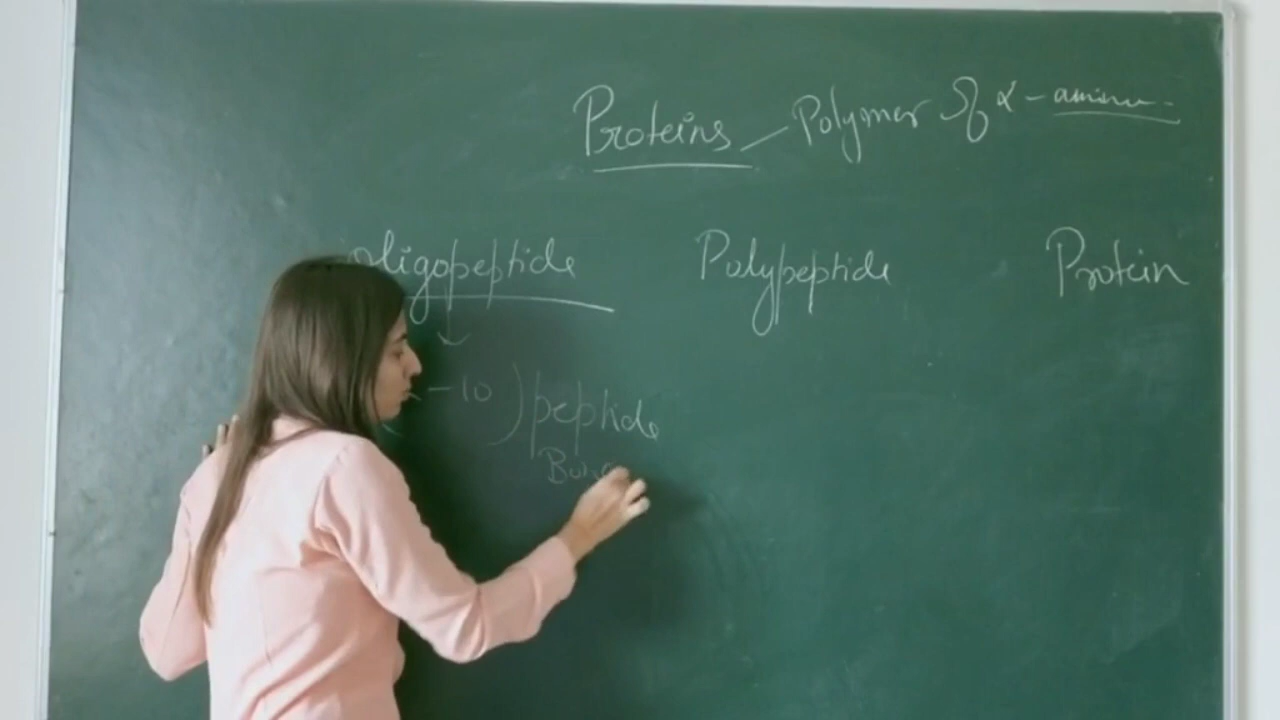 Proteins - Polymer of α - amino
oligopeptide Polypeptide Protein
- 10 ) peptide